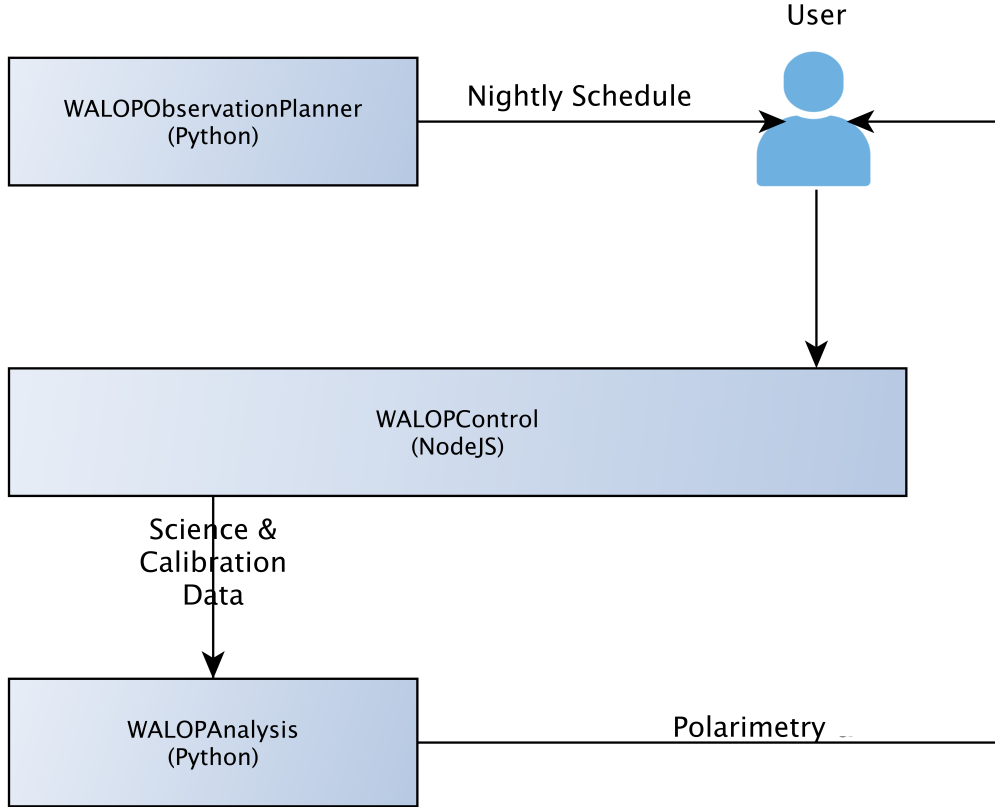 User
WALOPObservationPlanner
(Python)
Nightly Schedule
WALOPControl
(NodeJS)
Science &
Calibration
Data
WALOPAnalysis
(Python)
Polarimetry